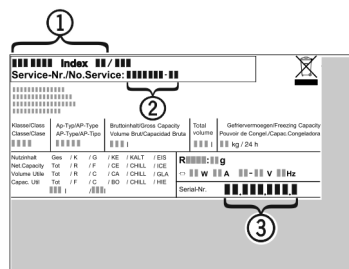 1
Index /
Service-Nr./No.Service: -
2
Klasse/Class Ap-Typ/AP-Type Bruttoinhalt/Gross Capacity Total Gefriervermoegen/Freezing Capacity
Classe/Clase AP-Type/AP-Tipo Volume Brut/Capacidad Bruta volume Pouvoir de Congel./Capac.Congeladora
l l kg / 24 h
Nutzinhalt Ges / K / G / KE / KALT / EIS
Net.Capacity Tot / R / F / CE / CHILL / ICE
Volume Utile Tot / R / C / CA / CHILL / GLA
Capac. Util Tot / F / C / BO / CHILL / HIE
l / l
R : g
W A - V Hz
Serial-Nr. . . .
3